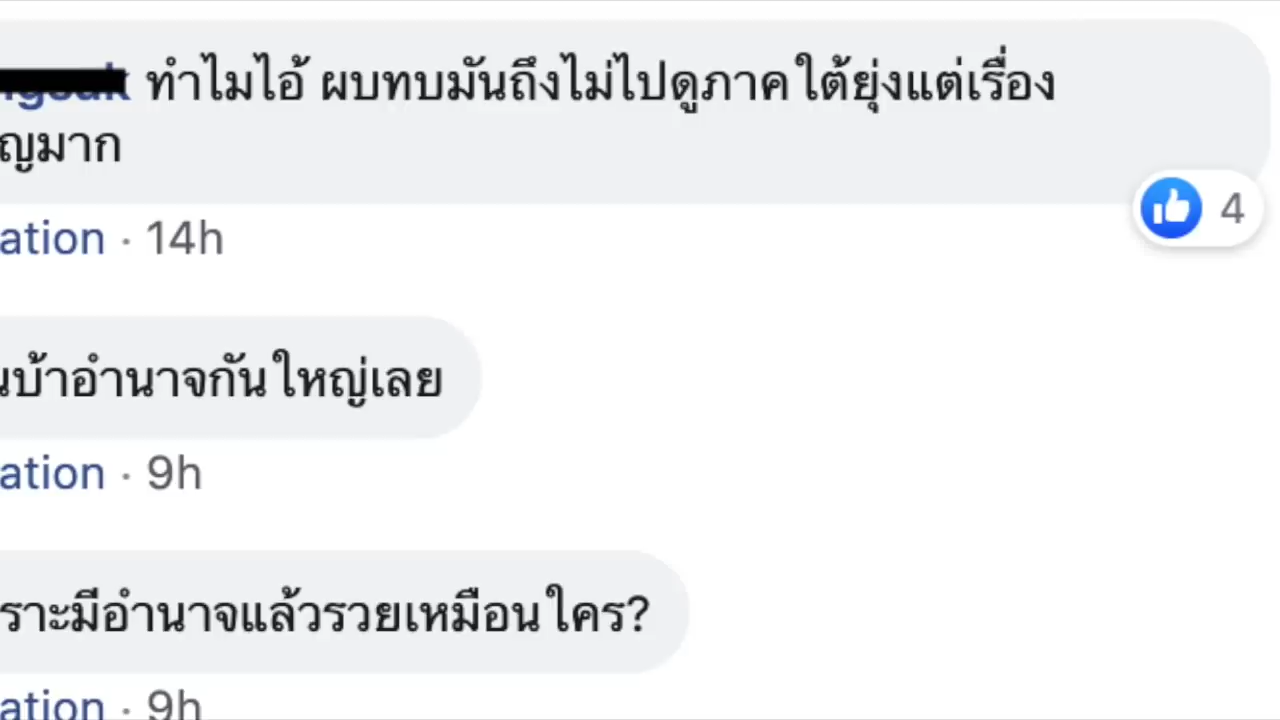 ทำไมไอ้ ผบทบมันถึงไม่ไปดูภาคใต้ยุ่งแต่เรื่อง
ญมาก
ation · 14h
4
นบ้าอำนาจกันใหญ่เลย
ation · 9h
ราะมีอำนาจแล้วรวยเหมือนใคร?
ation · 9h